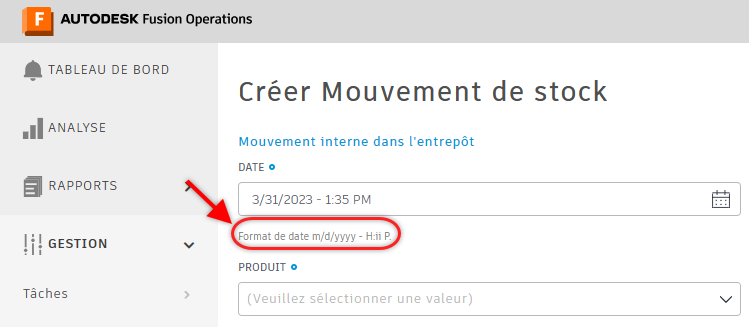 AUTODESK Fusion Operations
TABLEAU DE BORD
ANALYSE
RAPPORTS
GESTION
Tâches
Créer Mouvement de stock
Mouvement interne dans l'entrepôt
DATE
3/31/2023 - 1:35 PM
Format de date m/d/yyyy - H:ii P.
PRODUIT
(Veuillez sélectionner une valeur)